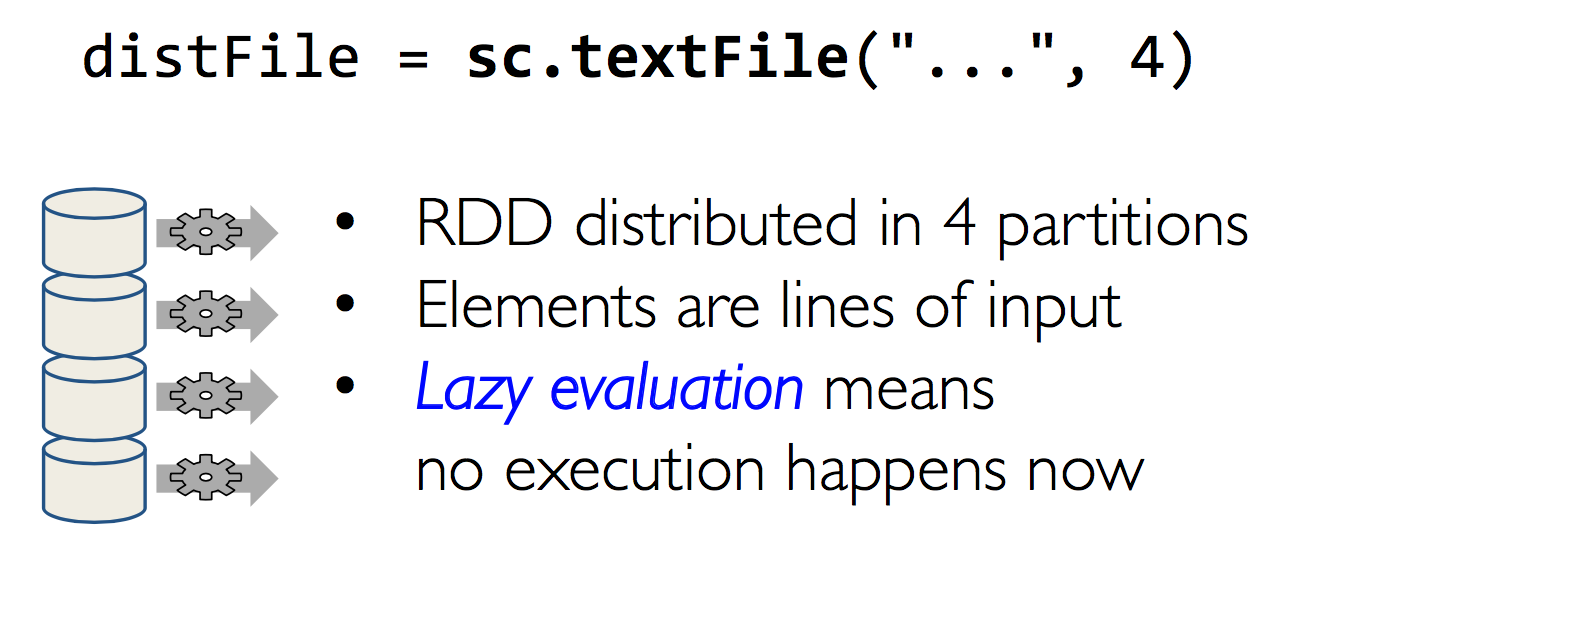 distFile = sc.textFile("...", 4)
• RDD distributed in 4 partitions
• Elements are lines of input
• Lazy evaluation means
no execution happens now